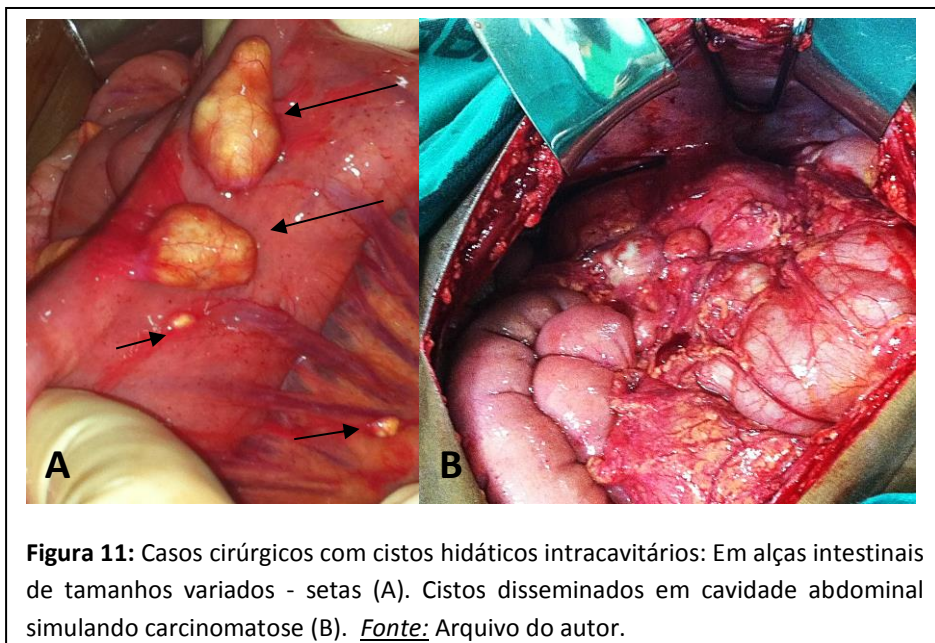 A
B
Figura 11: Casos cirúrgicos com cistos hidáticos intracavitários: Em alças intestinais
de tamanhos variados - setas (A). Cistos disseminados em cavidade abdominal
simulando carcinomatose (B). Fonte: Arquivo do autor.